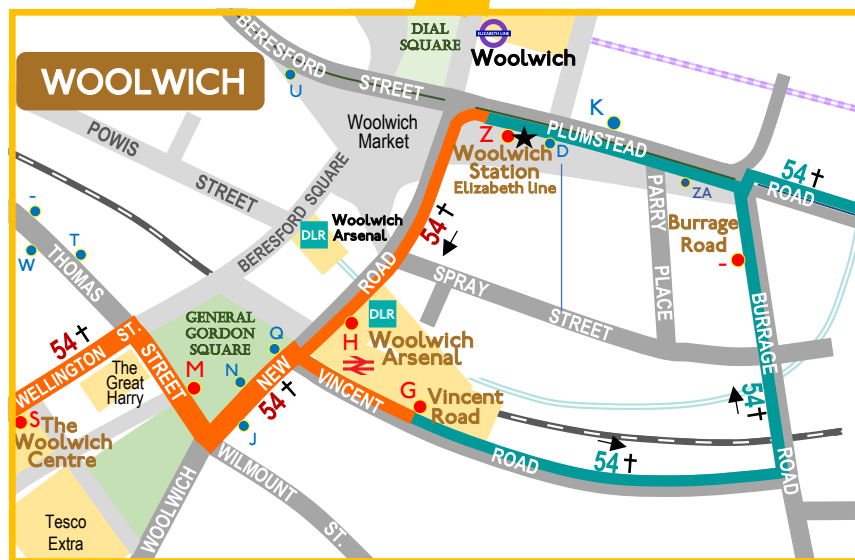 DIAL
SQUARE
ELIZABETH LINE
Woolwich
WOOLWICH
BERESFORD
STREET
U
K
Woolwich
Market
Z
D
PLUMSTEAD
ROAD
Woolwich
Station
Elizabeth line
54†
ZA
POWIS
STREET
BERESFORD SQUARE
PARRY
PLACE
Burrage
Road
-
-
W
T
THOMAS
STREET
DLR
Woolwich
Arsenal
54†
ROAD
SPRAY
STREET
GENERAL
GORDON
SQUARE
Q
H
DLR
Woolwich
Arsenal
BURRAGE
ROAD
54†
WELLINGTON ST.
54†
The
Great
Harry
M
N
NEW
54†
VINCENT
ROAD
G
Vincent
Road
S
The
Woolwich
Centre
J
54†
WILMOUNT
ST.
WOOLWICH
Tesco
Extra